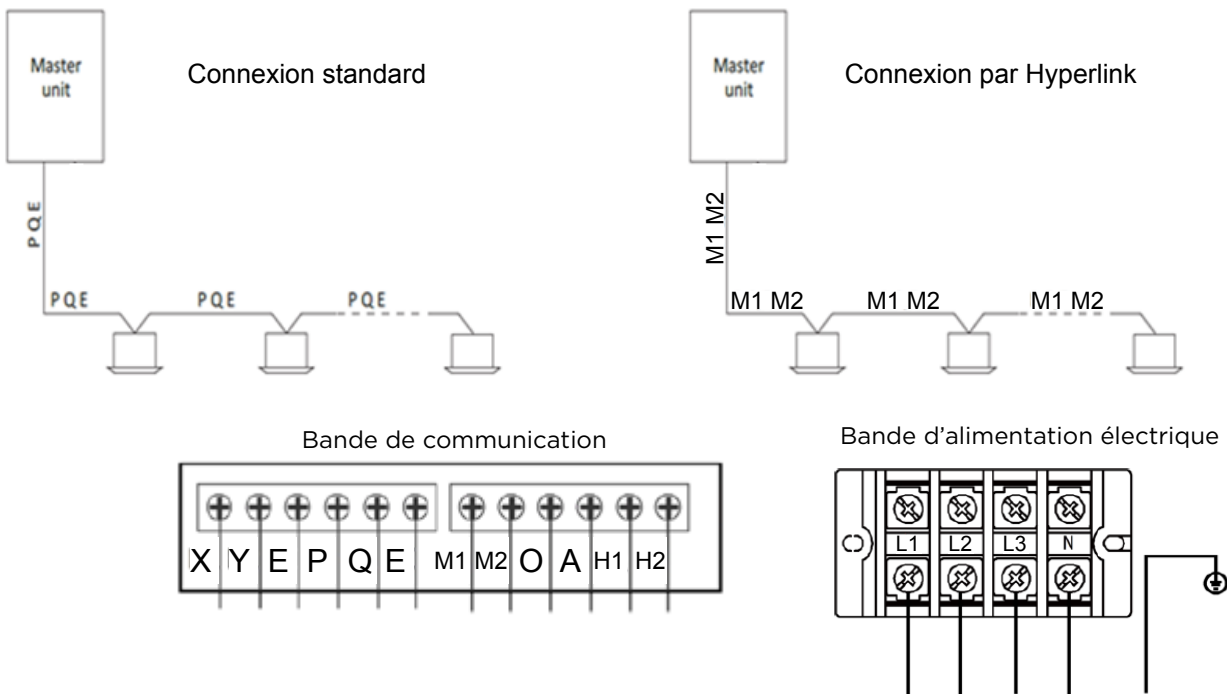 Master
unit
Connexion standard
PQE
PQE
PQE
PQE
Master
unit
Connexion par Hyperlink
M1 M2
M1 M2
M1 M2
M1 M2
Bande de communication
X Y E P Q E M1 M2 O A H1 H2
Bande d'alimentation électrique
L1 L2 L3 N